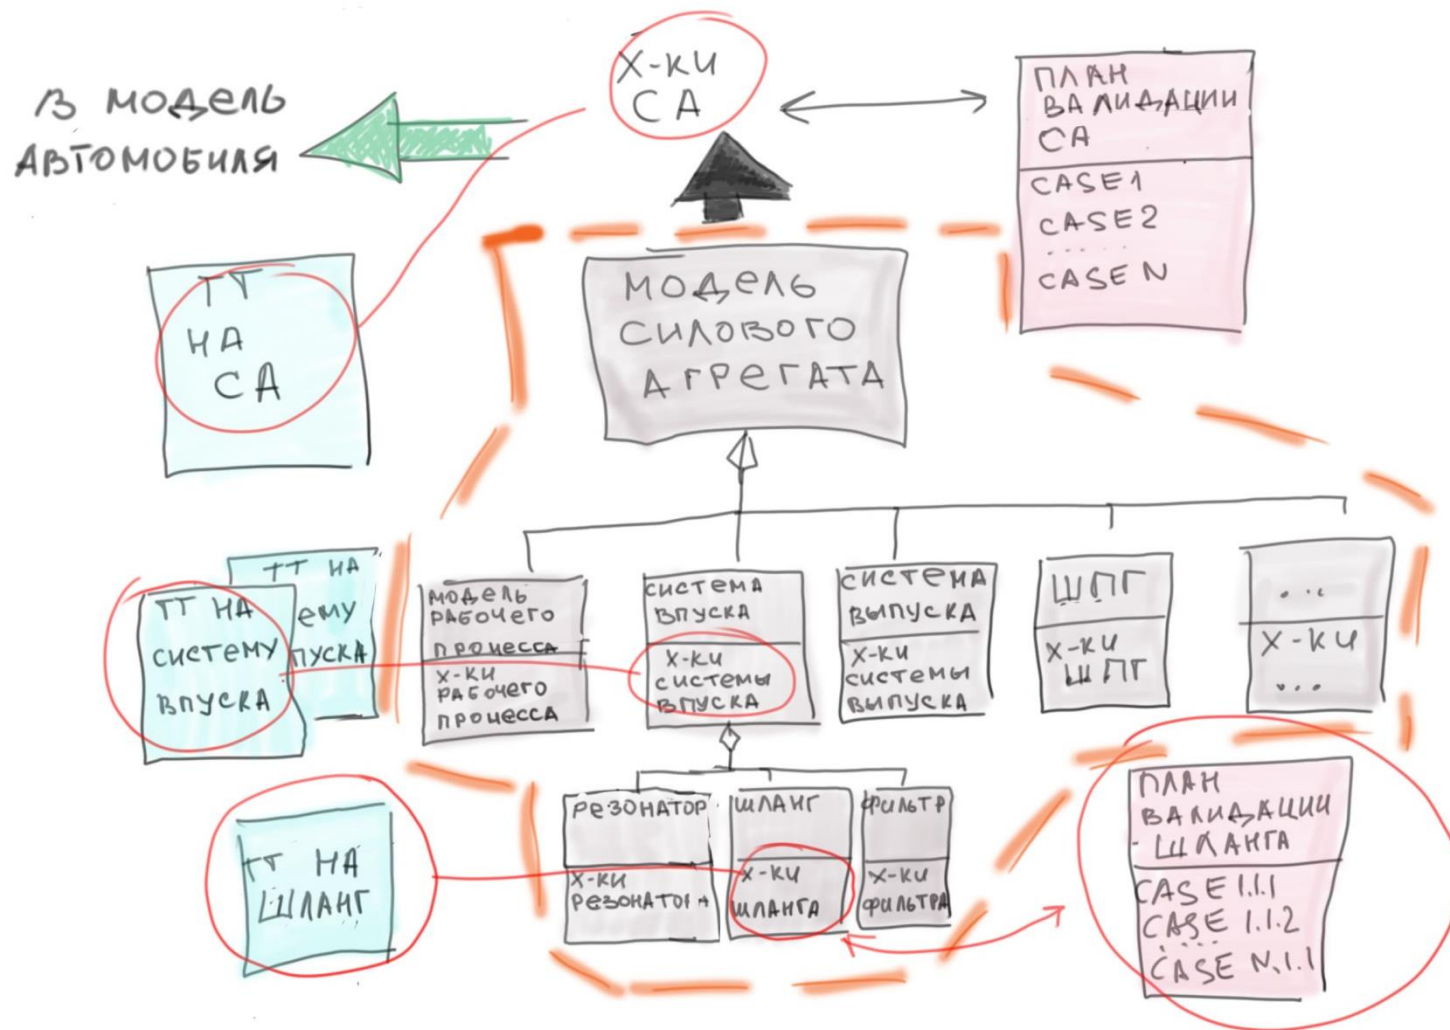 Х-КИ
СА
В МОДЕЛЬ
АВТОМОБИЛЯ
ПЛАН
ВАЛИДАЦИИ
СА
CASE1
CASE2
.....
CASE N
ТТ
НА
СА
МОДЕЛЬ
СИЛОВОГО
АГРЕГАТА
ТТ НА
ЕМУ
ПУСКА
ТТ НА
СИСТЕМУ
ВПУСКА
МОДЕЛЬ
РАБОЧЕГО
ПРОЦЕССА
Х-КИ
РАБОЧЕГО
ПРОЦЕССА
СИСТЕМА
ВПУСКА
Х-КИ
СИСТЕМЫ
ВПУСКА
СИСТЕМА
ВЫПУСКА
Х-КИ
СИСТЕМЫ
ВЫПУСКА
ШПГ
Х-КИ
ШПГ
...
Х-КИ
...
ТТ НА
ШЛАНГ
РЕЗОНАТОР
Х-КИ
РЕЗОНАТОРА
ШЛАНГ
Х-КИ
ШЛАНГА
ФИЛЬТР
Х-КИ
ФИЛЬТРА
ПЛАН
ВАЛИДАЦИИ
ШЛАНГА
CASE 1.1.1
CASE 1.1.2
.....
CASE N.1.1